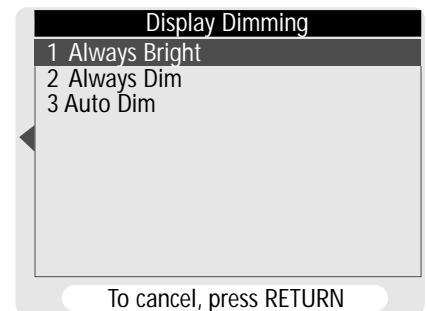 Display Dimming
1 Always Bright
2 Always Dim
3 Auto Dim
To cancel, press RETURN